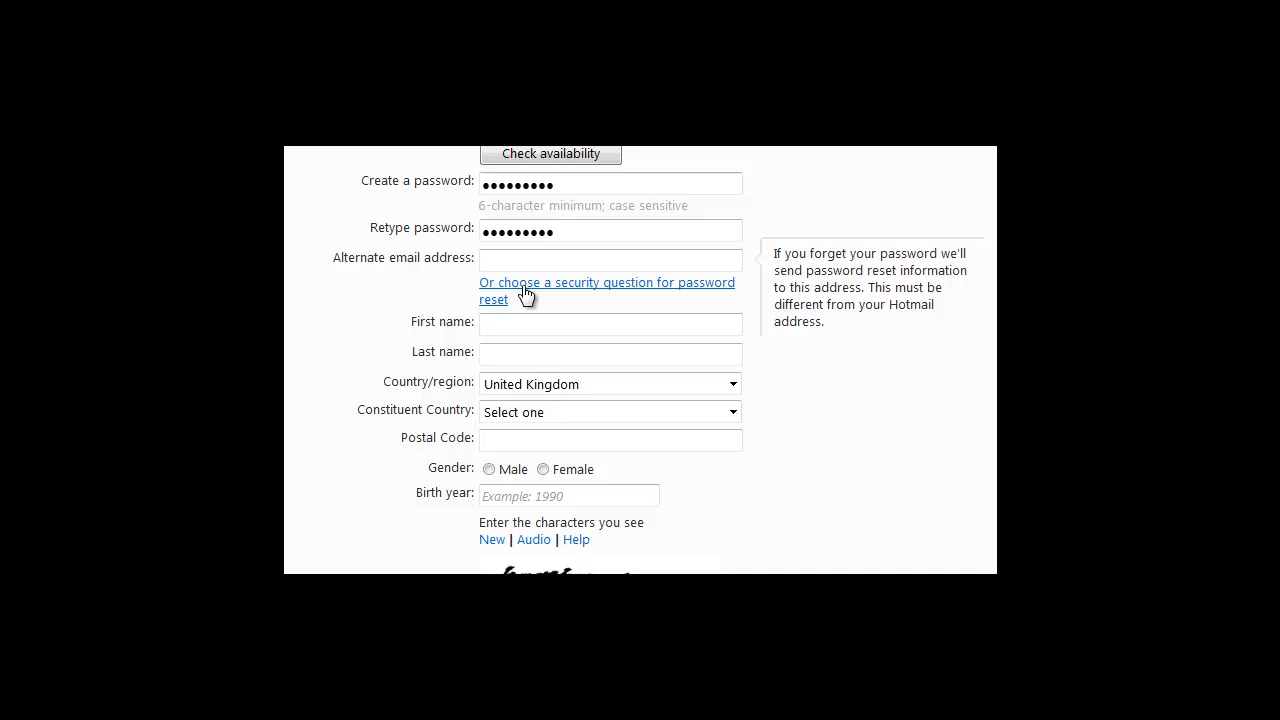 Check availability
Create a password: •••••••••
6-character minimum; case sensitive
Retype password: •••••••••
Alternate email address:
Or choose a security question for password
reset
If you forget your password we'll
send password reset information
to this address. This must be
different from your Hotmail
address.
First name:
Last name:
Country/region: United Kingdom
Constituent Country: Select one
Postal Code:
Gender: Male Female
Birth year: Example: 1990
Enter the characters you see
New | Audio | Help